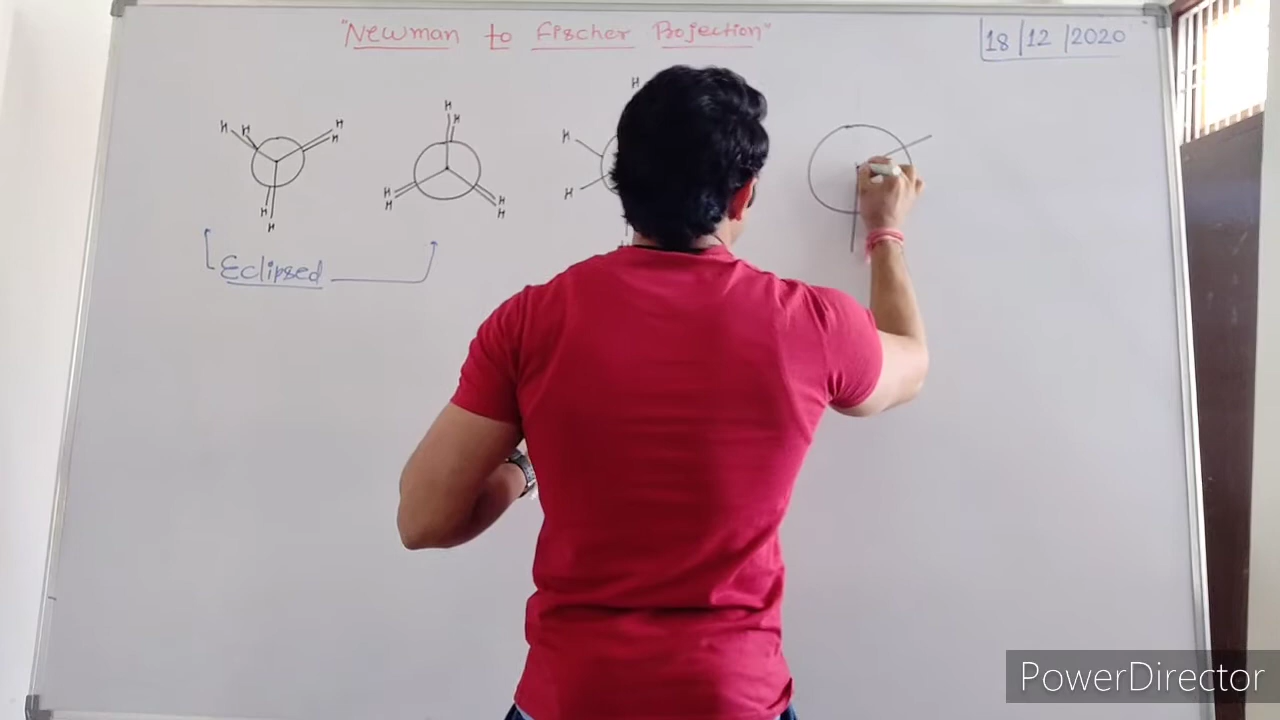 "Newman to Fischer Projection"
18/12/2020
H H H H H H
H H H H H H
H H H
Eclipsed
PowerDirector